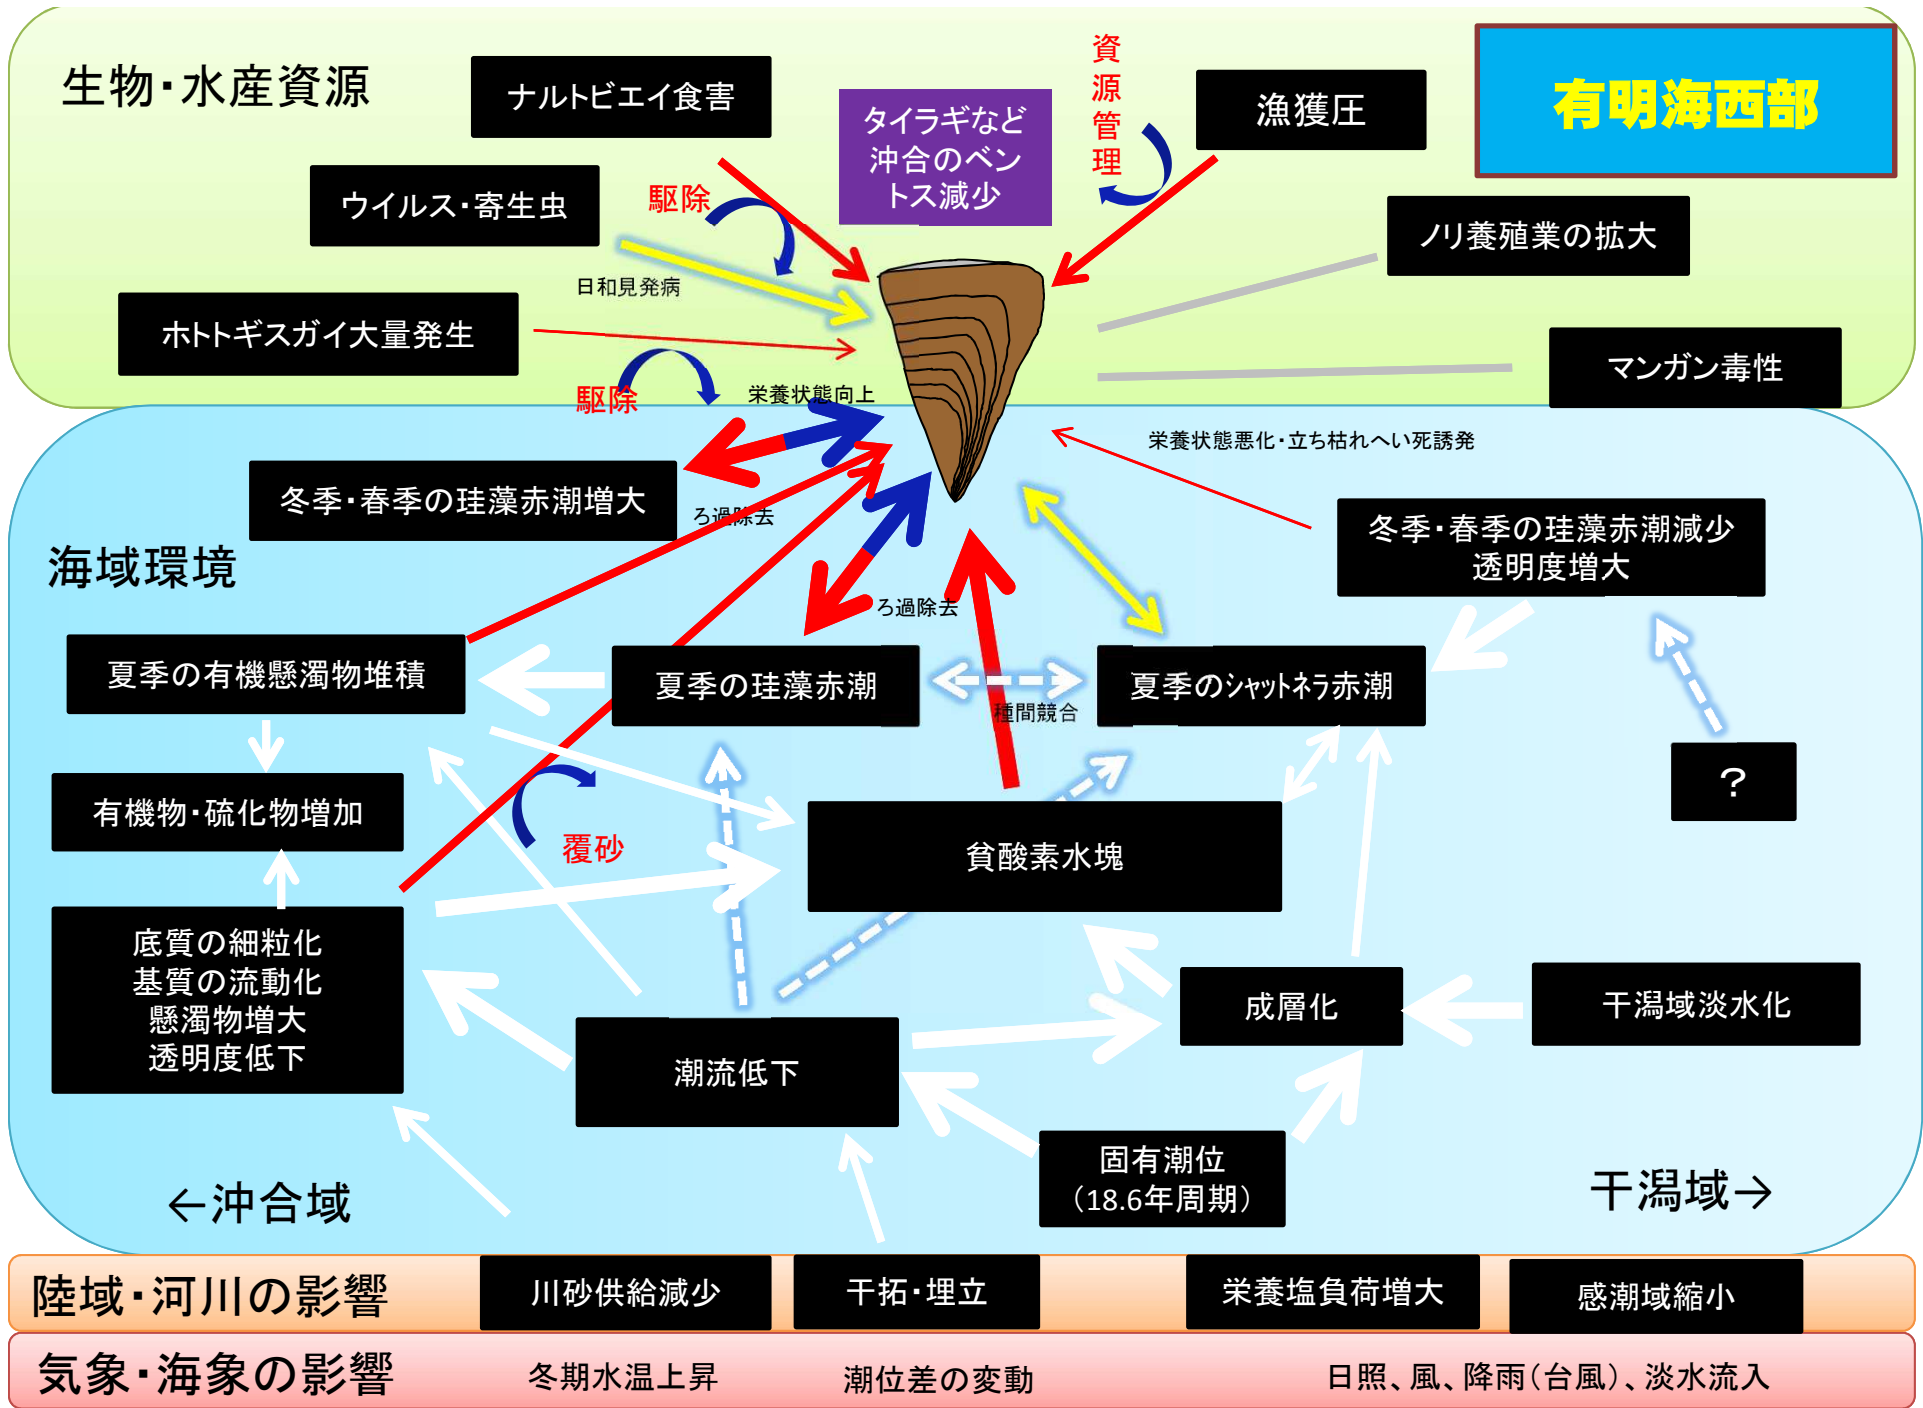 生物・水産資源
ナルトビエイ食害
タイラギなど
沖合のベン
トス減少
資源管理
漁獲圧
有明海西部
ウイルス・寄生虫
駆除
日和見発病
ノリ養殖業の拡大
ホトトギスガイ大量発生
駆除
マンガン毒性
栄養状態向上
栄養状態悪化・立ち枯れへい死誘発
冬季・春季の珪藻赤潮増大
ろ過除去
冬季・春季の珪藻赤潮減少
透明度増大
海域環境
ろ過除去
夏季の有機懸濁物堆積
夏季の珪藻赤潮
種間競合
夏季のシャットネラ赤潮
?
有機物・硫化物増加
覆砂
貧酸素水塊
底質の細粒化
基質の流動化
懸濁物増大
透明度低下
潮流低下
成層化
干潟域淡水化
固有潮位
(18.6年周期)
←沖合域
干潟域→
陸域・河川の影響
川砂供給減少
干拓・埋立
栄養塩負荷増大
感潮域縮小
気象・海象の影響
冬期水温上昇
潮位差の変動
日照、風、降雨(台風)、淡水流入